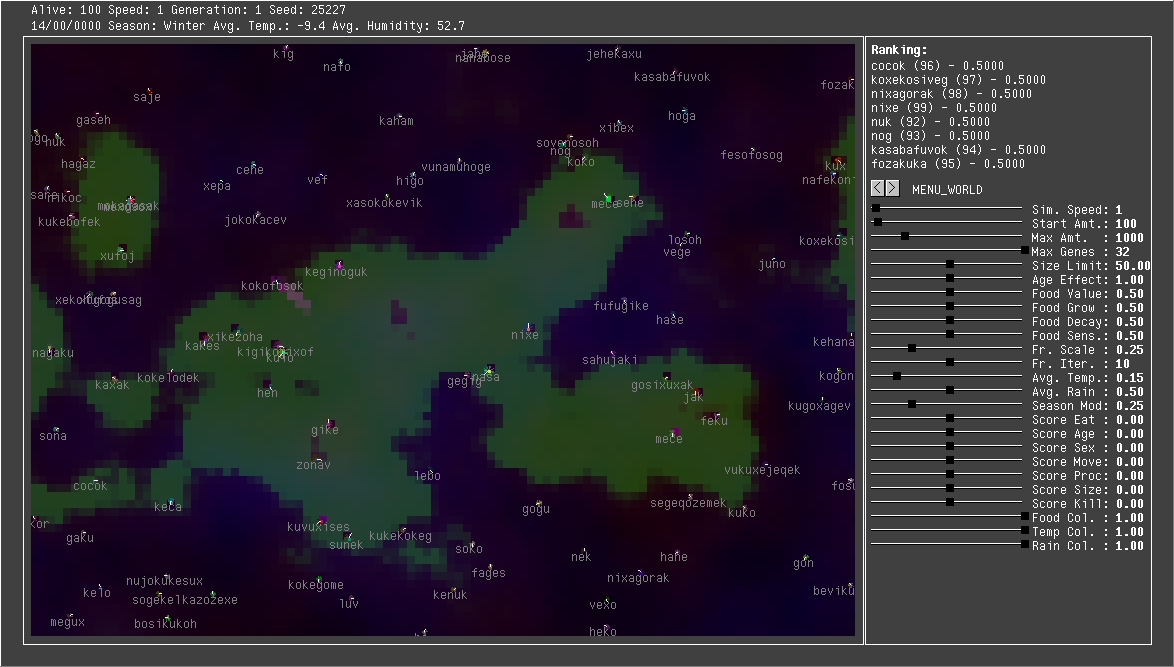 Alive: 100 Speed: 1 Generation: 1 Seed: 25227
14/00/0000 Season: Winter Avg. Temp.: -9.4 Avg. Humidity: 52.7
kig
nanabose
jehekaxu
nafo
kasabafuvok
fozak
saje
gaseh
kaham
hoga
xibex
nuk
sovenosoh
nog
koko
fesofosog
hagaz
vunamuhoge
kux
cehe
nafekon
xepa
vef
higo
sare
xasokokevik
mece
sehe
kukebofek
jokokacev
losoh
koxekosi
vege
xufoj
juno
keginoguk
kokofosok
fufugike
hase
xikezoha
nixe
kakes
kehana
nagaku
kulo
sahujaki
kokelodek
gegig
nasa
kogon
kaxak
gosixuxak
hen
jak
kugoxagev
feku
gike
sona
mece
zonav
lebo
vukuxejeqek
cocok
fosu
keca
gogu
segeqozemek
kuko
kor
kuvuxises
gaku
sunek
kukekokeg
soko
nek
hane
gon
fages
nujokukesux
kokegome
nixagorak
kelo
beviku
sogekelkazozexe
luv
kenuk
vexo
megux
bosikukoh
heko
Ranking:
cocok (96) - 0.5000
koxekosiveg (97) - 0.5000
nixagorak (98) - 0.5000
nixe (99) - 0.5000
nuk (92) - 0.5000
nog (93) - 0.5000
kasabafuvok (94) - 0.5000
fozakuka (95) - 0.5000
< > MENU_WORLD
Sim. Speed: 1
Start Amt.: 100
Max Amt. : 1000
Max Genes : 32
Size Limit: 50.00
Age Effect: 1.00
Food Value: 0.50
Food Grow : 0.50
Food Decay: 0.50
Food Sens.: 0.50
Fr. Scale : 0.25
Fr. Iter. : 10
Avg. Temp.: 0.15
Avg. Rain : 0.50
Season Mod: 0.25
Score Eat : 0.00
Score Age : 0.00
Score Sex : 0.00
Score Move: 0.00
Score Proc: 0.00
Score Size: 0.00
Score Kill: 0.00
Food Col. : 1.00
Temp Col. : 1.00
Rain Col. : 1.00